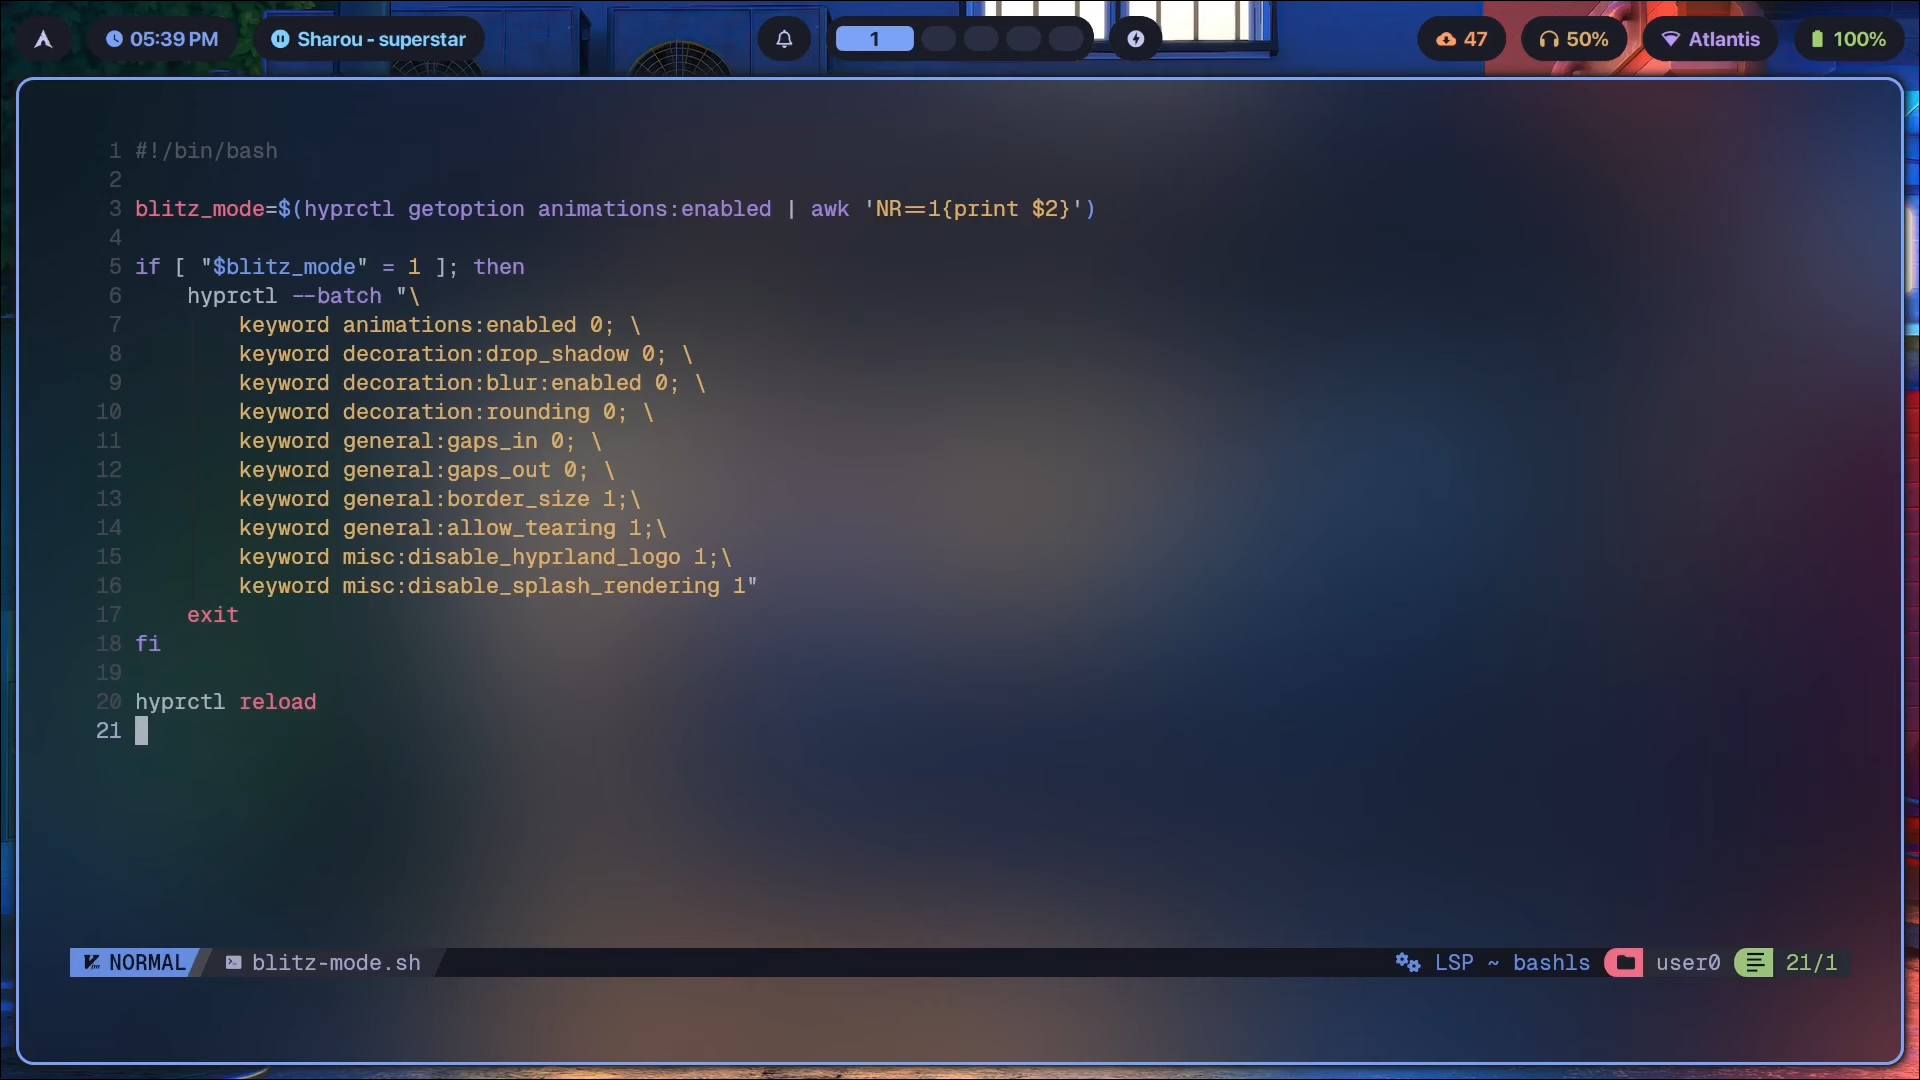 05:39 PM
Sharou - superstar
1
47
50%
Atlantis
100%
1 #!/bin/bash
2
3 blitz_mode=$(hyprctl getoption animations:enabled | awk 'NR==1{print $2}')
4
5 if [ "$blitz_mode" = 1 ]; then
6     hyprctl --batch "\
7         keyword animations:enabled 0; \
8         keyword decoration:drop_shadow 0; \
9         keyword decoration:blur:enabled 0; \
10         keyword decoration:rounding 0; \
11         keyword general:gaps_in 0; \
12         keyword general:gaps_out 0; \
13         keyword general:border_size 1;\
14         keyword general:allow_tearing 1;\
15         keyword misc:disable_hyprland_logo 1;\
16         keyword misc:disable_splash_rendering 1"
17     exit
18 fi
19
20 hyprctl reload
21
NORMAL
blitz-mode.sh
LSP ~ bashls
user0
21/1